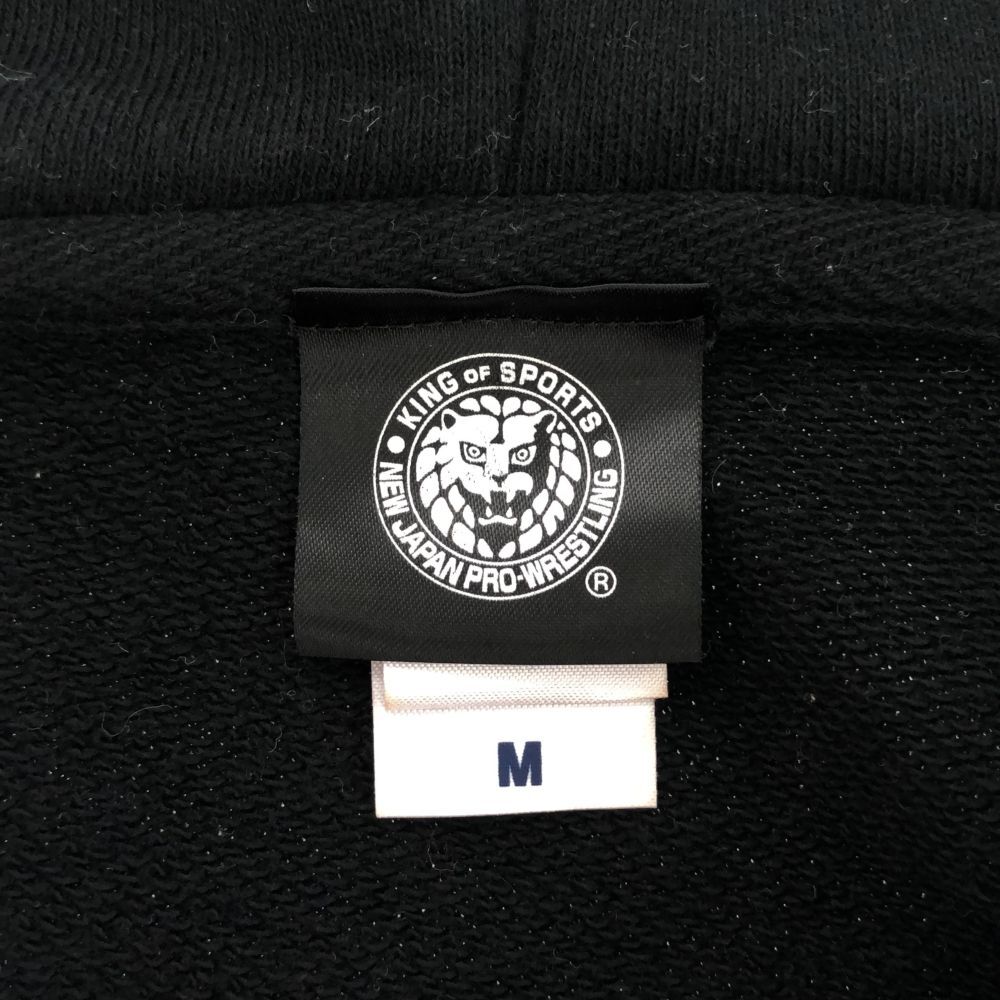 • KING OF SPORTS •
NEW JAPAN PRO-WRESTLING
®
M